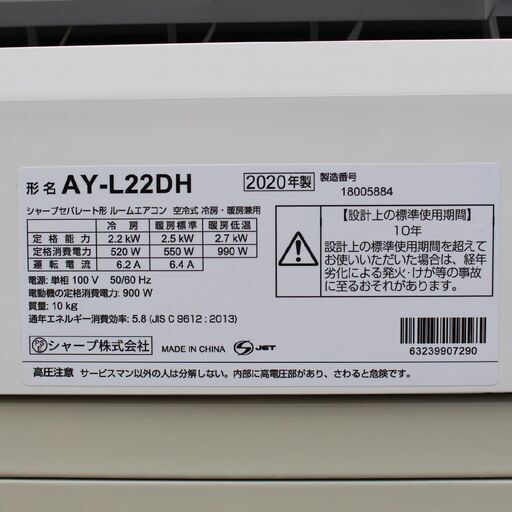 形名 AY-L22DH 2020年製 製造番号 18005884
シャープセパレート形 ルームエアコン 空冷式 冷房・暖房兼用
冷房 暖房標準 暖房低温
定格能力 2.2 kW 2.5 kW 2.7 kW
定格消費電力 520 W 550 W 990 W
運転電流 6.2 A 6.4 A
電源: 単相 100 V 50/60 Hz
電動機の定格消費電力: 900 W
質量: 10 kg
通年エネルギー消費効率: 5.8 (JIS C 9612 : 2013)
【設計上の標準使用期間】
10年
設計上の標準使用期間を超えて
お使いいただいた場合は、経年
劣化による発火・けが等の事故
に至るおそれがあります。
PS E シャープ株式会社 MADE IN CHINA S JET
63239907290
高圧注意 サービスマン以外の人は分解しない。内部に高電圧部があり、さわると危険です。